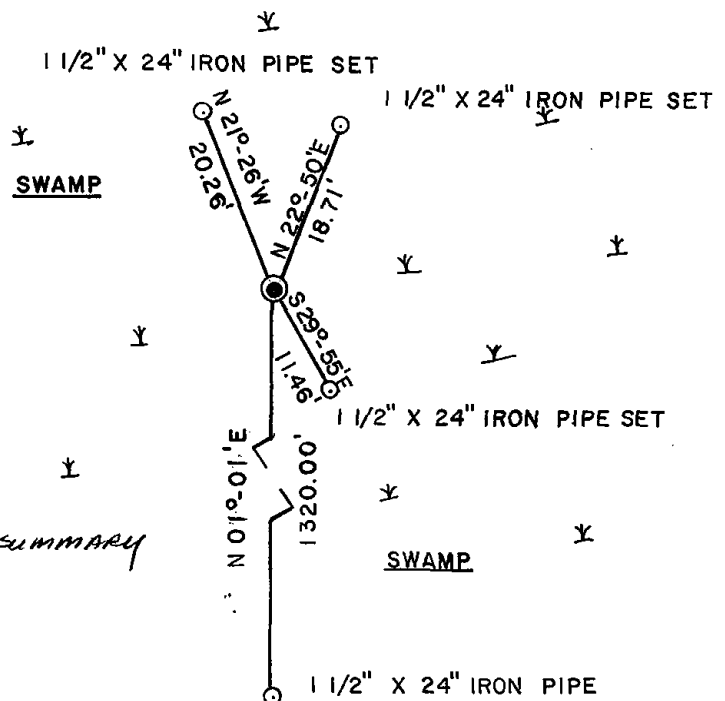 1 1/2" X 24" IRON PIPE SET
1 1/2" X 24" IRON PIPE SET
SWAMP
N 21°-26'W
20.26'
N 22°-50'E
18.71'
S 29°-55'E
11.46'
1 1/2" X 24" IRON PIPE SET
N 01°-01'E
1320.00'
SUMMARY
SWAMP
1 1/2" X 24" IRON PIPE